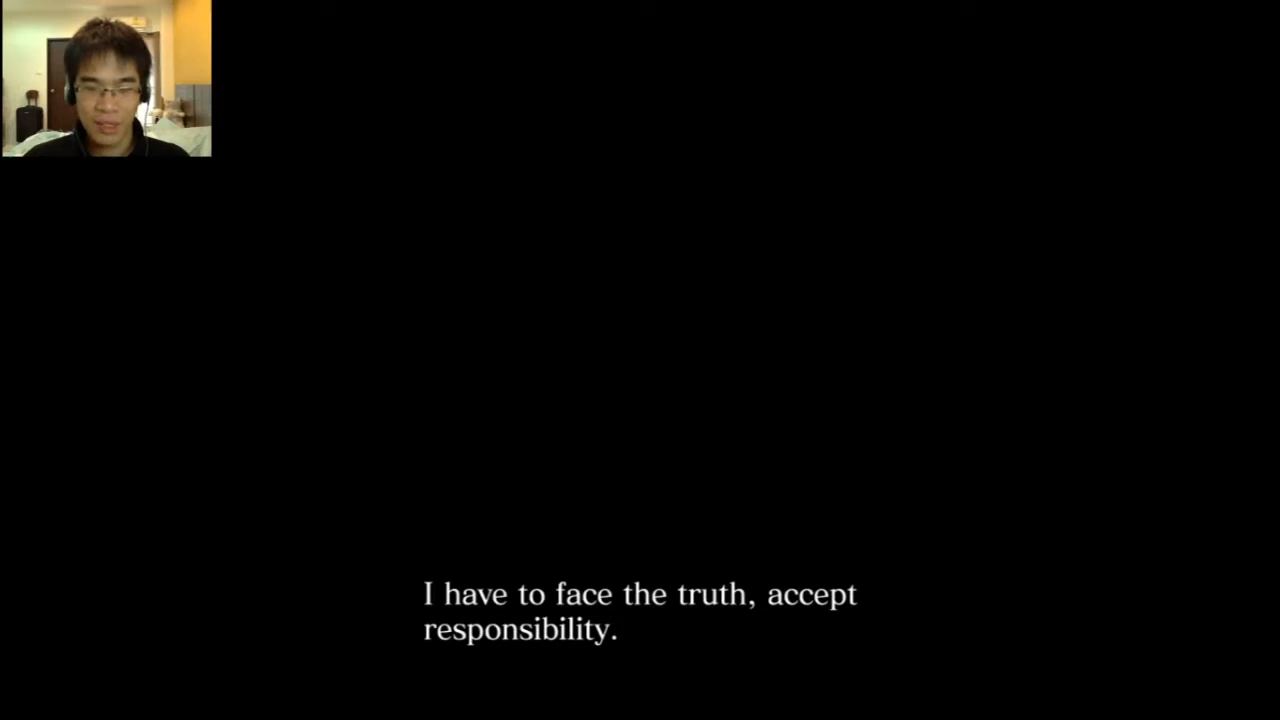 I have to face the truth, accept
responsibility.